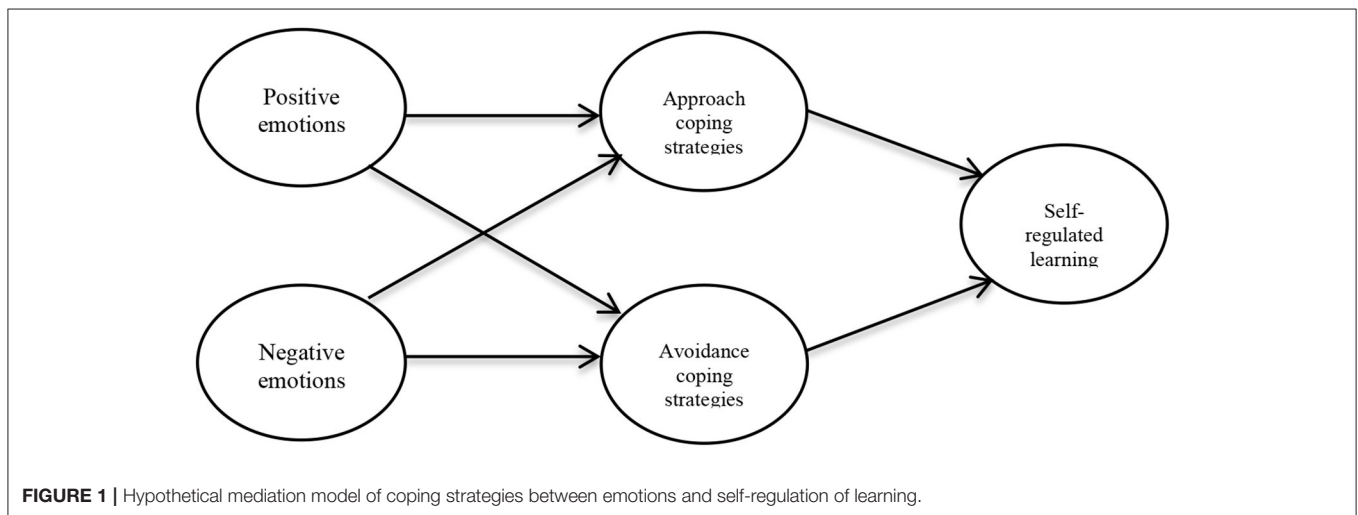 Positive
emotions
Approach
coping
strategies
Self-
regulated
learning
Negative
emotions
Avoidance
coping
strategies
FIGURE 1 | Hypothetical mediation model of coping strategies between emotions and self-regulation of learning.